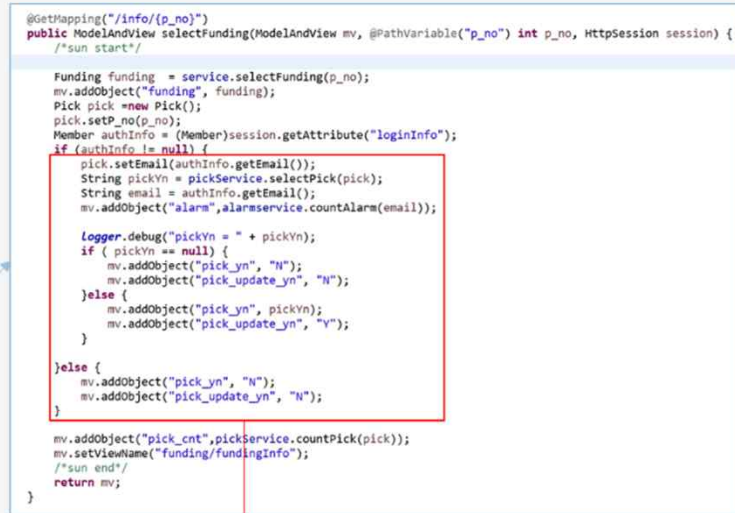 @GetMapping("/info/{p_no}")
public ModelAndView selectFunding(ModelAndView mv, @PathVariable("p_no") int p_no, HttpSession session) {
/*sun start*/
Funding funding  = service.selectFunding(p_no);
mv.addObject("funding", funding);
Pick pick =new Pick();
pick.setP_no(p_no);
Member authInfo = (Member)session.getAttribute("loginInfo");
if (authInfo != null) {
pick.setEmail(authInfo.getEmail());
String pickYn = pickService.selectPick(pick);
String email = authInfo.getEmail();
mv.addObject("alarm",alarmservice.countAlarm(email));
logger.debug("pickYn = " + pickYn);
if ( pickYn == null) {
mv.addObject("pick_yn", "N");
mv.addObject("pick_update_yn", "N");
}else {
mv.addObject("pick_yn", pickYn);
mv.addObject("pick_update_yn", "Y");
}
}else {
mv.addObject("pick_yn", "N");
mv.addObject("pick_update_yn", "N");
}
mv.addObject("pick_cnt",pickService.countPick(pick));
mv.setViewName("funding/fundingInfo");
/*sun end*/
return mv;
}